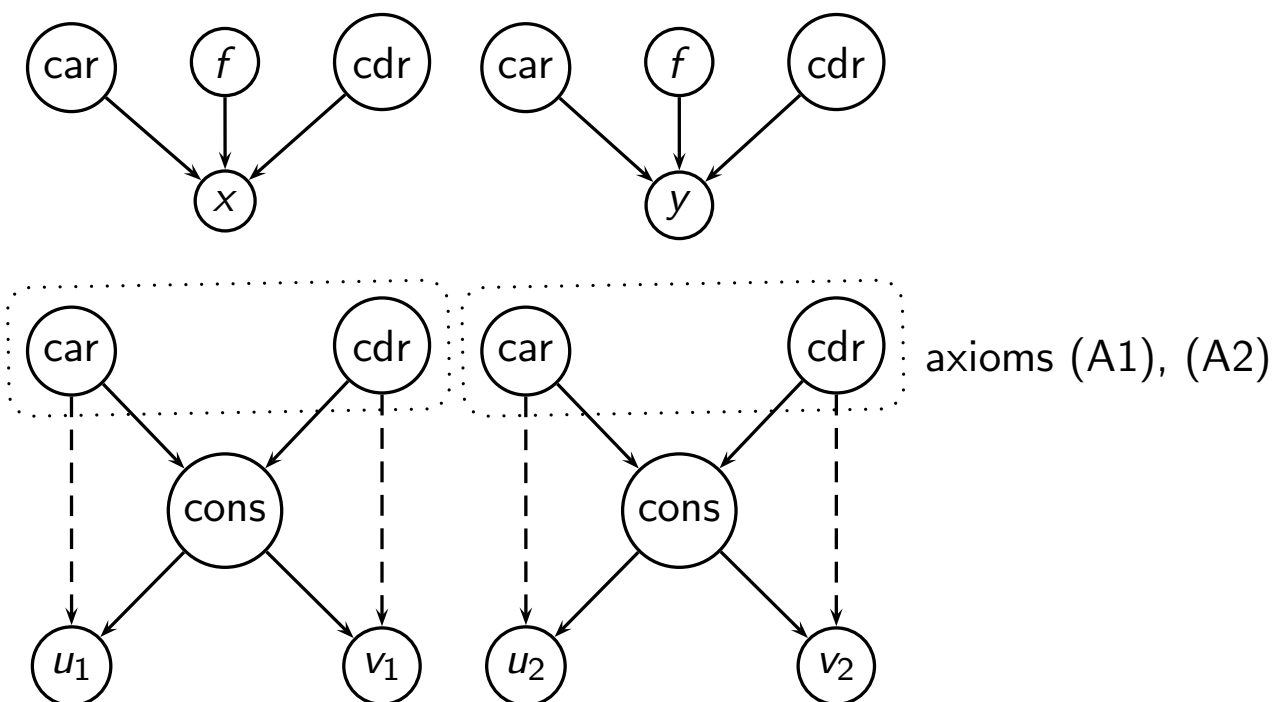 car f cdr car f cdr
x y
car cdr car cdr axioms (A1), (A2)
cons cons
u1 v1 u2 v2